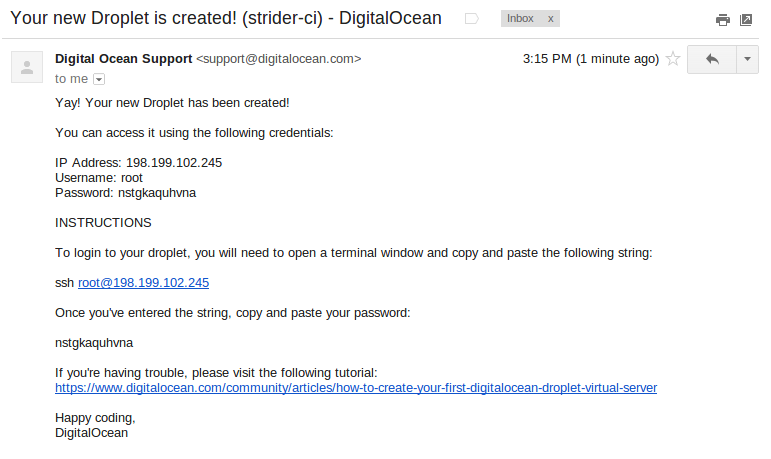 Your new Droplet is created! (strider-ci) - DigitalOcean
Inbox x
Digital Ocean Support <support@digitalocean.com>
3:15 PM (1 minute ago)
to me
Yay! Your new Droplet has been created!
You can access it using the following credentials:
IP Address: 198.199.102.245
Username: root
Password: nstgkaquhvna
INSTRUCTIONS
To login to your droplet, you will need to open a terminal window and copy and paste the following string:
ssh root@198.199.102.245
Once you've entered the string, copy and paste your password:
nstgkaquhvna
If you're having trouble, please visit the following tutorial:
https://www.digitalocean.com/community/articles/how-to-create-your-first-digitalocean-droplet-virtual-server
Happy coding,
DigitalOcean